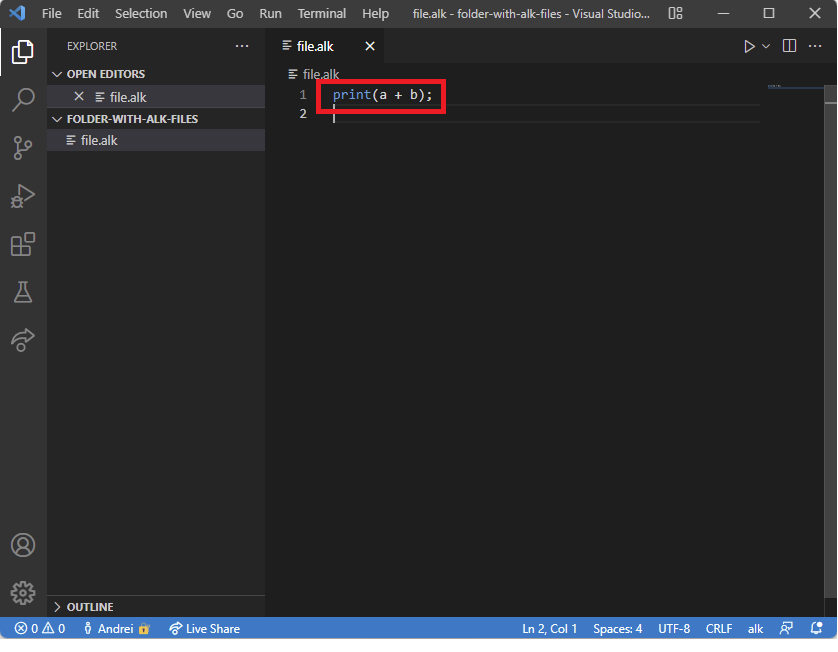 File Edit Selection View Go Run Terminal Help file.alk - folder-with-alk-files - Visual Studio...
EXPLORER
OPEN EDITORS
file.alk
FOLDER-WITH-ALK-FILES
file.alk
OUTLINE
file.alk
file.alk
1 print(a + b);
2
0 0 Andrei Live Share Ln 2, Col 1 Spaces: 4 UTF-8 CRLF alk